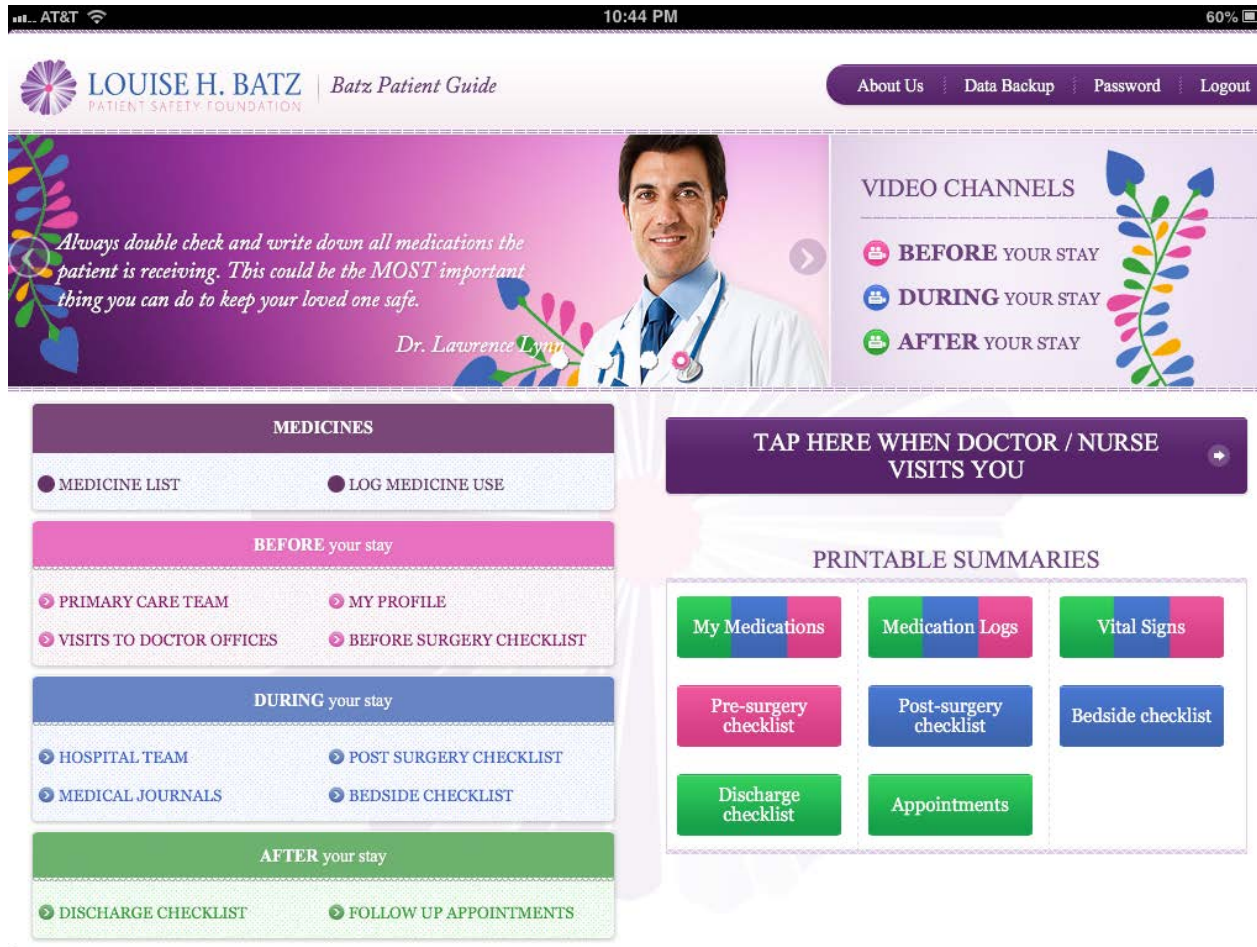 AT&T
10:44 PM
60%
LOUISE H. BATZ
PATIENT SAFETY FOUNDATION
Batz Patient Guide
About Us
Data Backup
Password
Logout
Always double check and write down all medications the
patient is receiving. This could be the MOST important
thing you can do to keep your loved one safe.
Dr. Lawrence Lynn
VIDEO CHANNELS
BEFORE YOUR STAY
DURING YOUR STAY
AFTER YOUR STAY
MEDICINES
MEDICINE LIST
LOG MEDICINE USE
BEFORE your stay
PRIMARY CARE TEAM
MY PROFILE
VISITS TO DOCTOR OFFICES
BEFORE SURGERY CHECKLIST
DURING your stay
HOSPITAL TEAM
POST SURGERY CHECKLIST
MEDICAL JOURNALS
BEDSIDE CHECKLIST
AFTER your stay
DISCHARGE CHECKLIST
FOLLOW UP APPOINTMENTS
TAP HERE WHEN DOCTOR / NURSE
VISITS YOU
PRINTABLE SUMMARIES
My Medications
Medication Logs
Vital Signs
Pre-surgery
checklist
Post-surgery
checklist
Bedside checklist
Discharge
checklist
Appointments